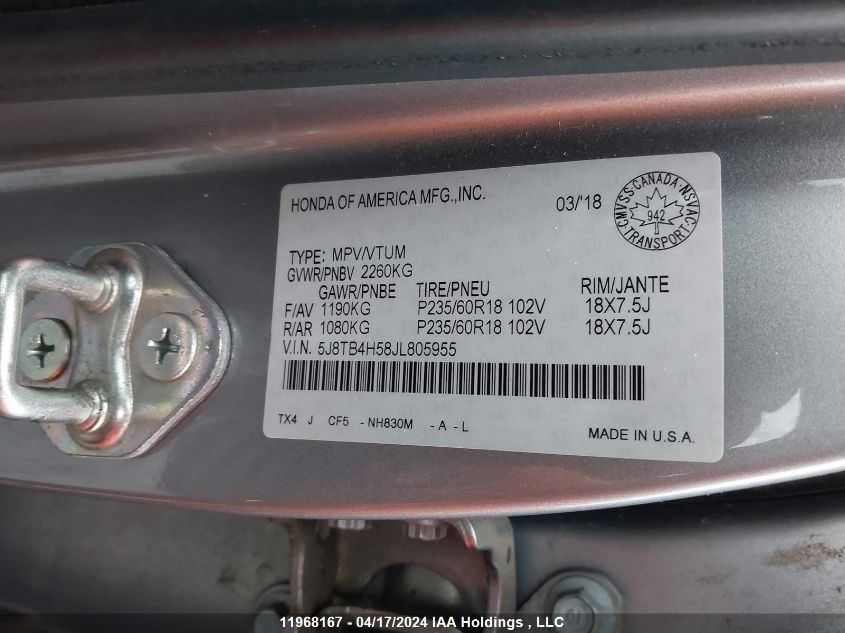 HONDA OF AMERICA MFG.,INC.
03/'18
CMVSS·CANADA·NSVAC
942
TRANSPORT
TYPE: MPV/VTUM
GVWR/PNBV 2260KG
GAWR/PNBE TIRE/PNEU RIM/JANTE
F/AV 1190KG P235/60R18 102V 18X7.5J
R/AR 1080KG P235/60R18 102V 18X7.5J
V.I.N. 5J8TB4H58JL805955
TX4 J CF5 - NH830M - A - L
MADE IN U.S.A.
11968167 - 04/17/2024 IAA Holdings , LLC